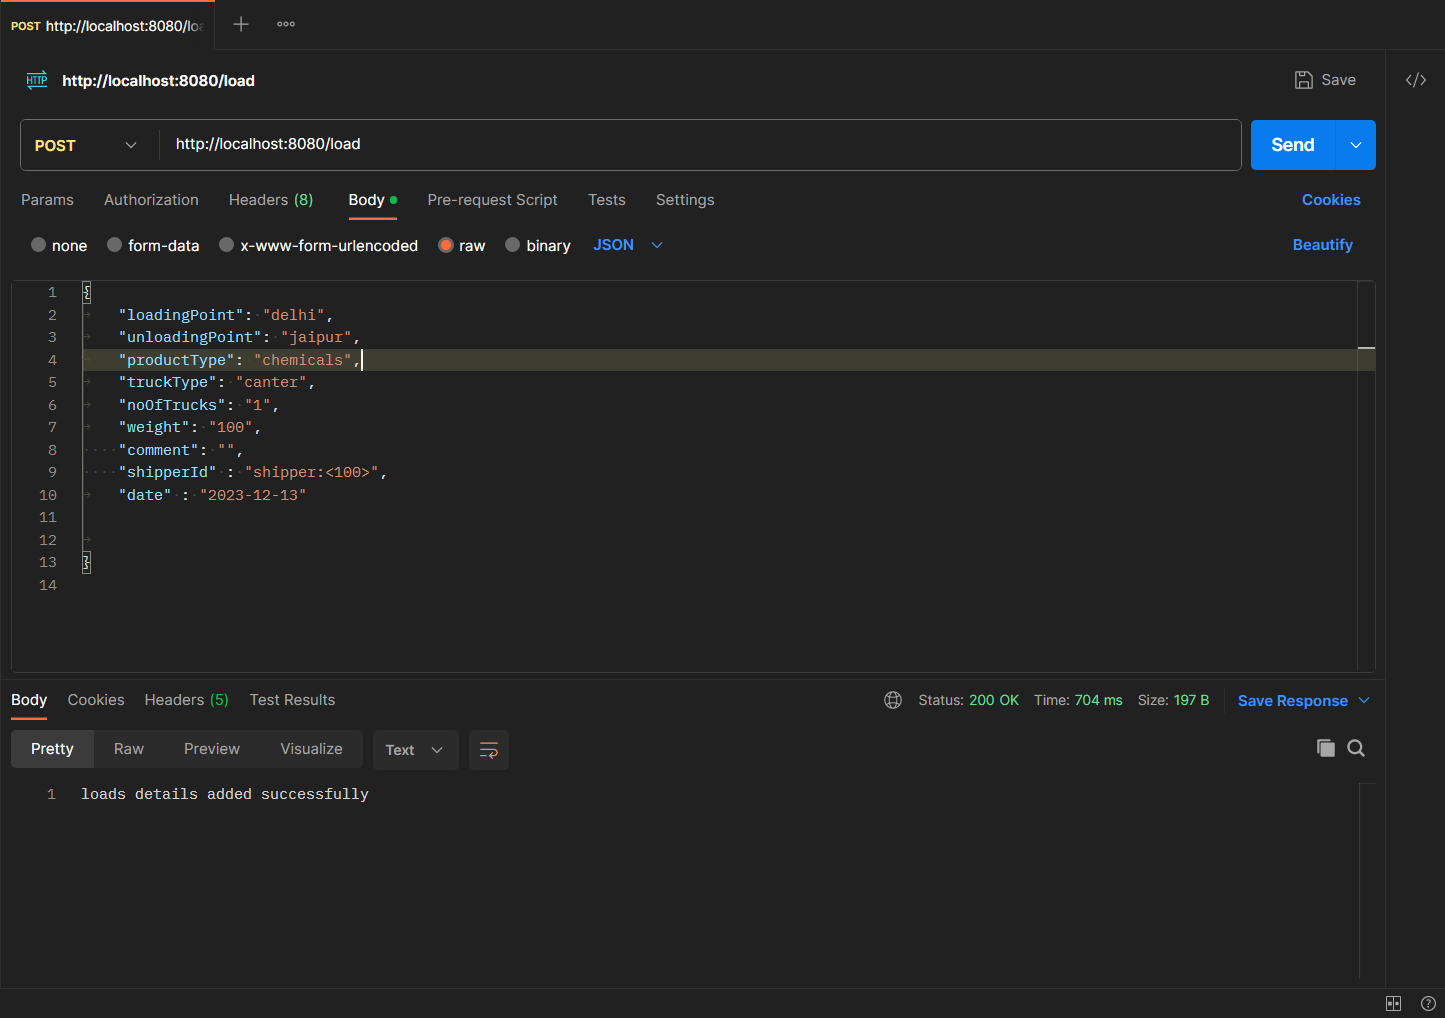 POST http://localhost:8080/lo
HTTP http://localhost:8080/load
Save
POST http://localhost:8080/load
Send
Params Authorization Headers (8) Body Pre-request Script Tests Settings Cookies
none form-data x-www-form-urlencoded raw binary JSON Beautify
1 {
2 "loadingPoint": "delhi",
3 "unloadingPoint": "jaipur",
4 "productType": "chemicals",
5 "truckType": "canter",
6 "noOfTrucks": "1",
7 "weight": "100",
8 "comment": "",
9 "shipperId" : "shipper:<100>",
10 "date" : "2023-12-13"
11
12
13 }
14
Body Cookies Headers (5) Test Results Status: 200 OK Time: 704 ms Size: 197 B Save Response
Pretty Raw Preview Visualize Text
1 loads details added successfully